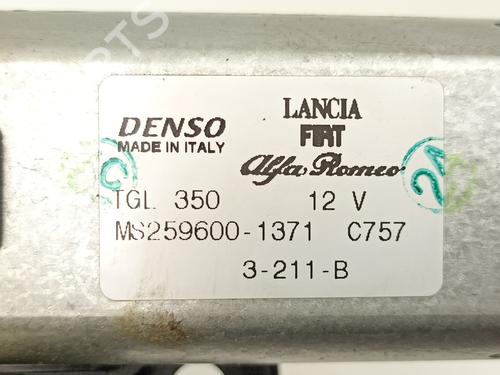 DENSO
MADE IN ITALY
LANCIA
FIAT
Alfa Romeo
TGL 350 12 V
MS259600-1371 C757
3-211-B